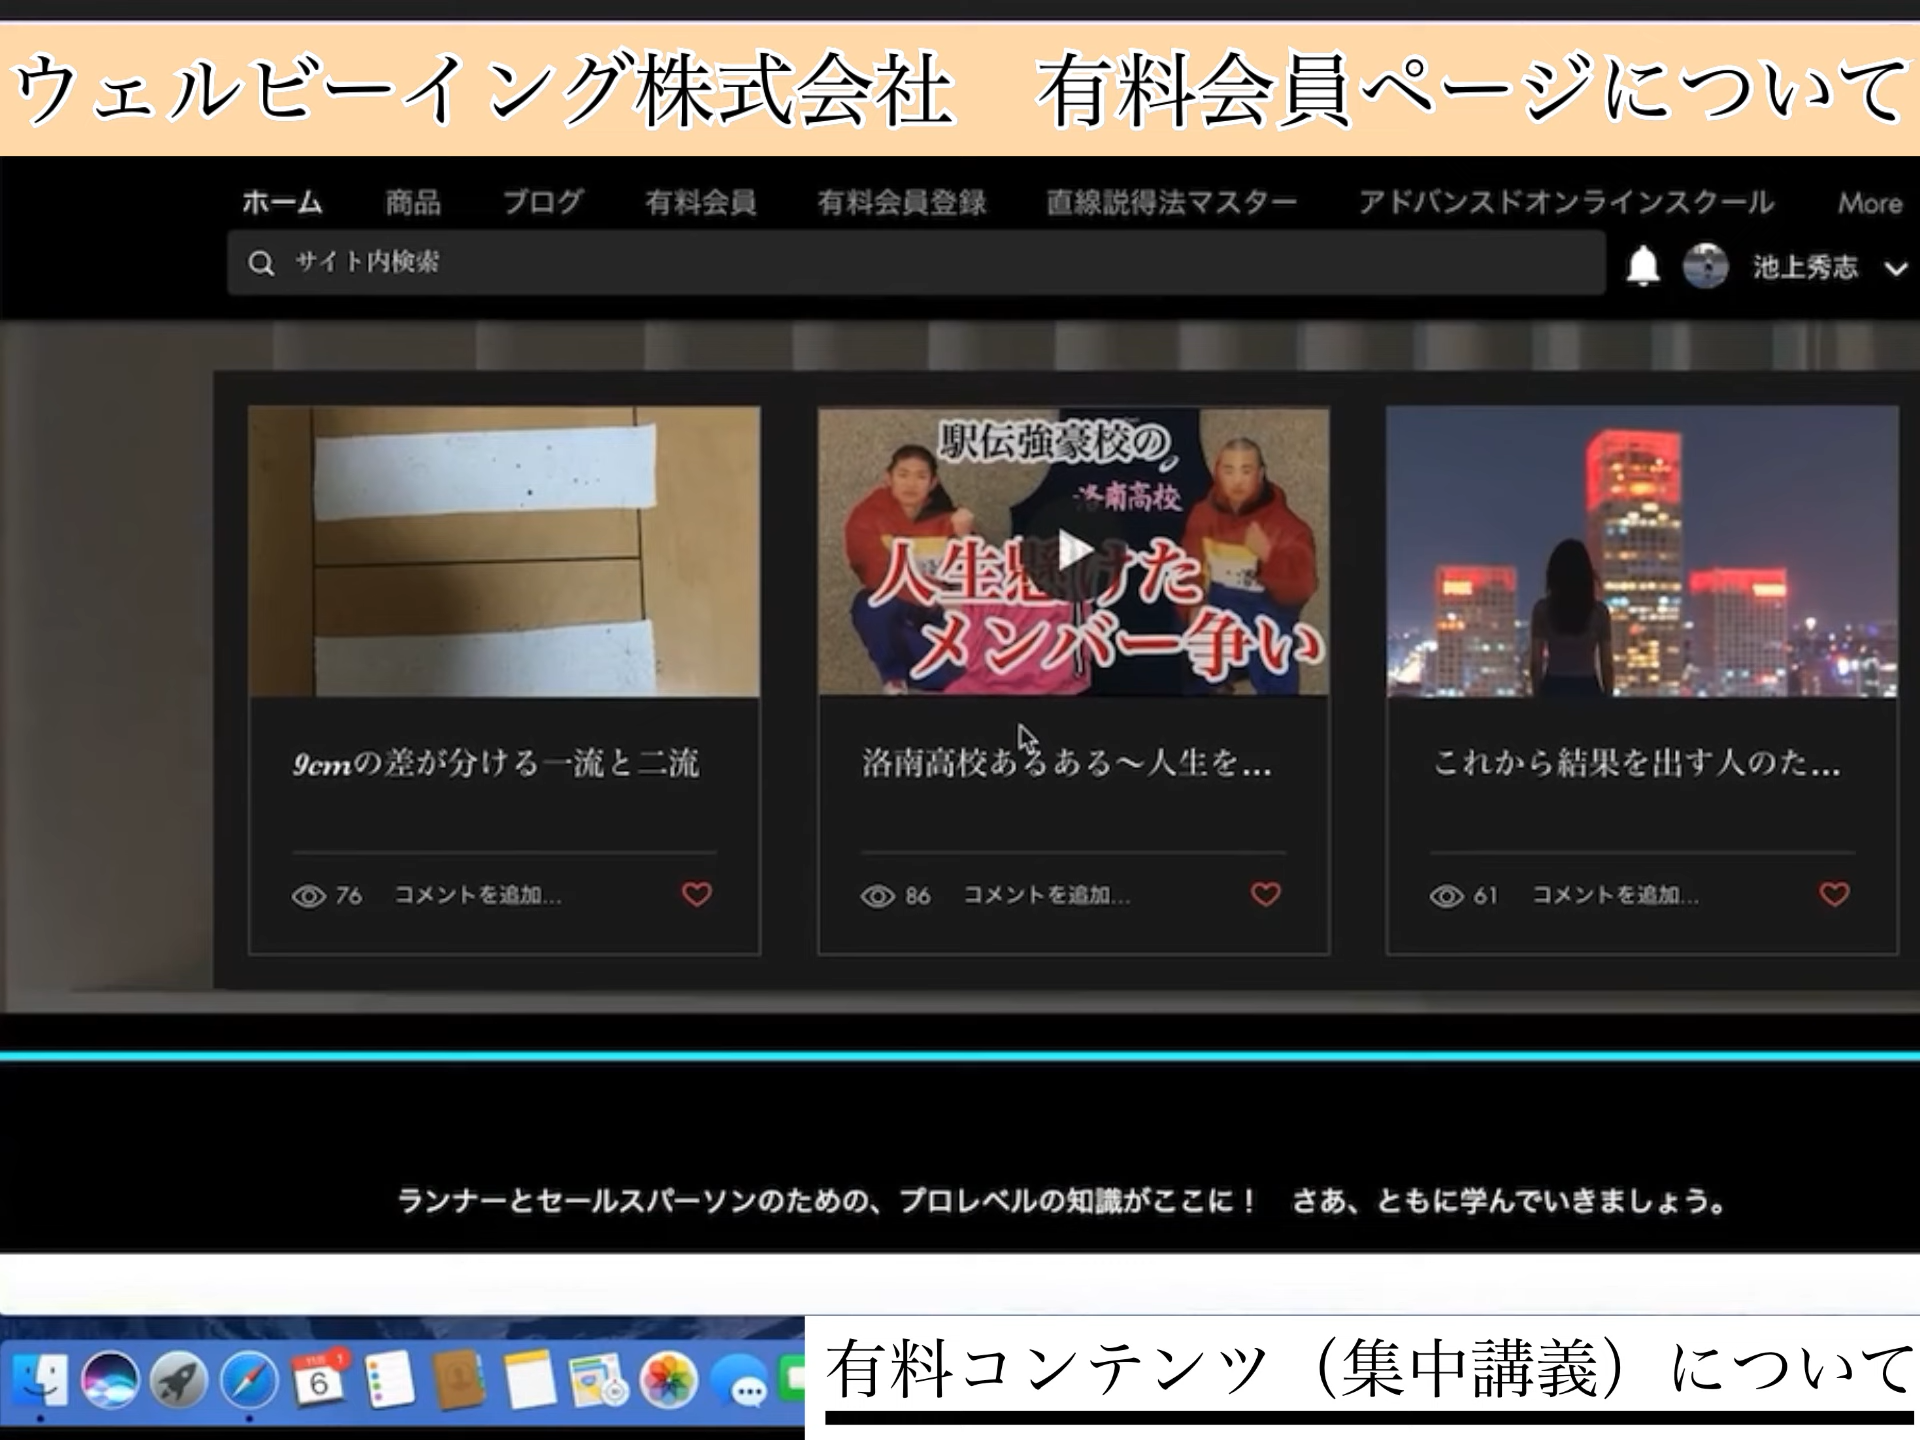 ウェルビーイング株式会社　有料会員ページについて
ホーム 商品 ブログ 有料会員 有料会員登録 直線説得法マスター アドバンスドオンラインスクール More
サイト内検索
池上秀志
駅伝強豪校の
洛南高校
人生懸けた
メンバー争い
9cmの差が分ける一流と二流
洛南高校あるある〜人生を...
これから結果を出す人のた...
76 コメントを追加...
86 コメントを追加...
61 コメントを追加...
ランナーとセールスパーソンのための、プロレベルの知識がここに！　さあ、ともに学んでいきましょう。
1
6
有料コンテンツ（集中講義）について